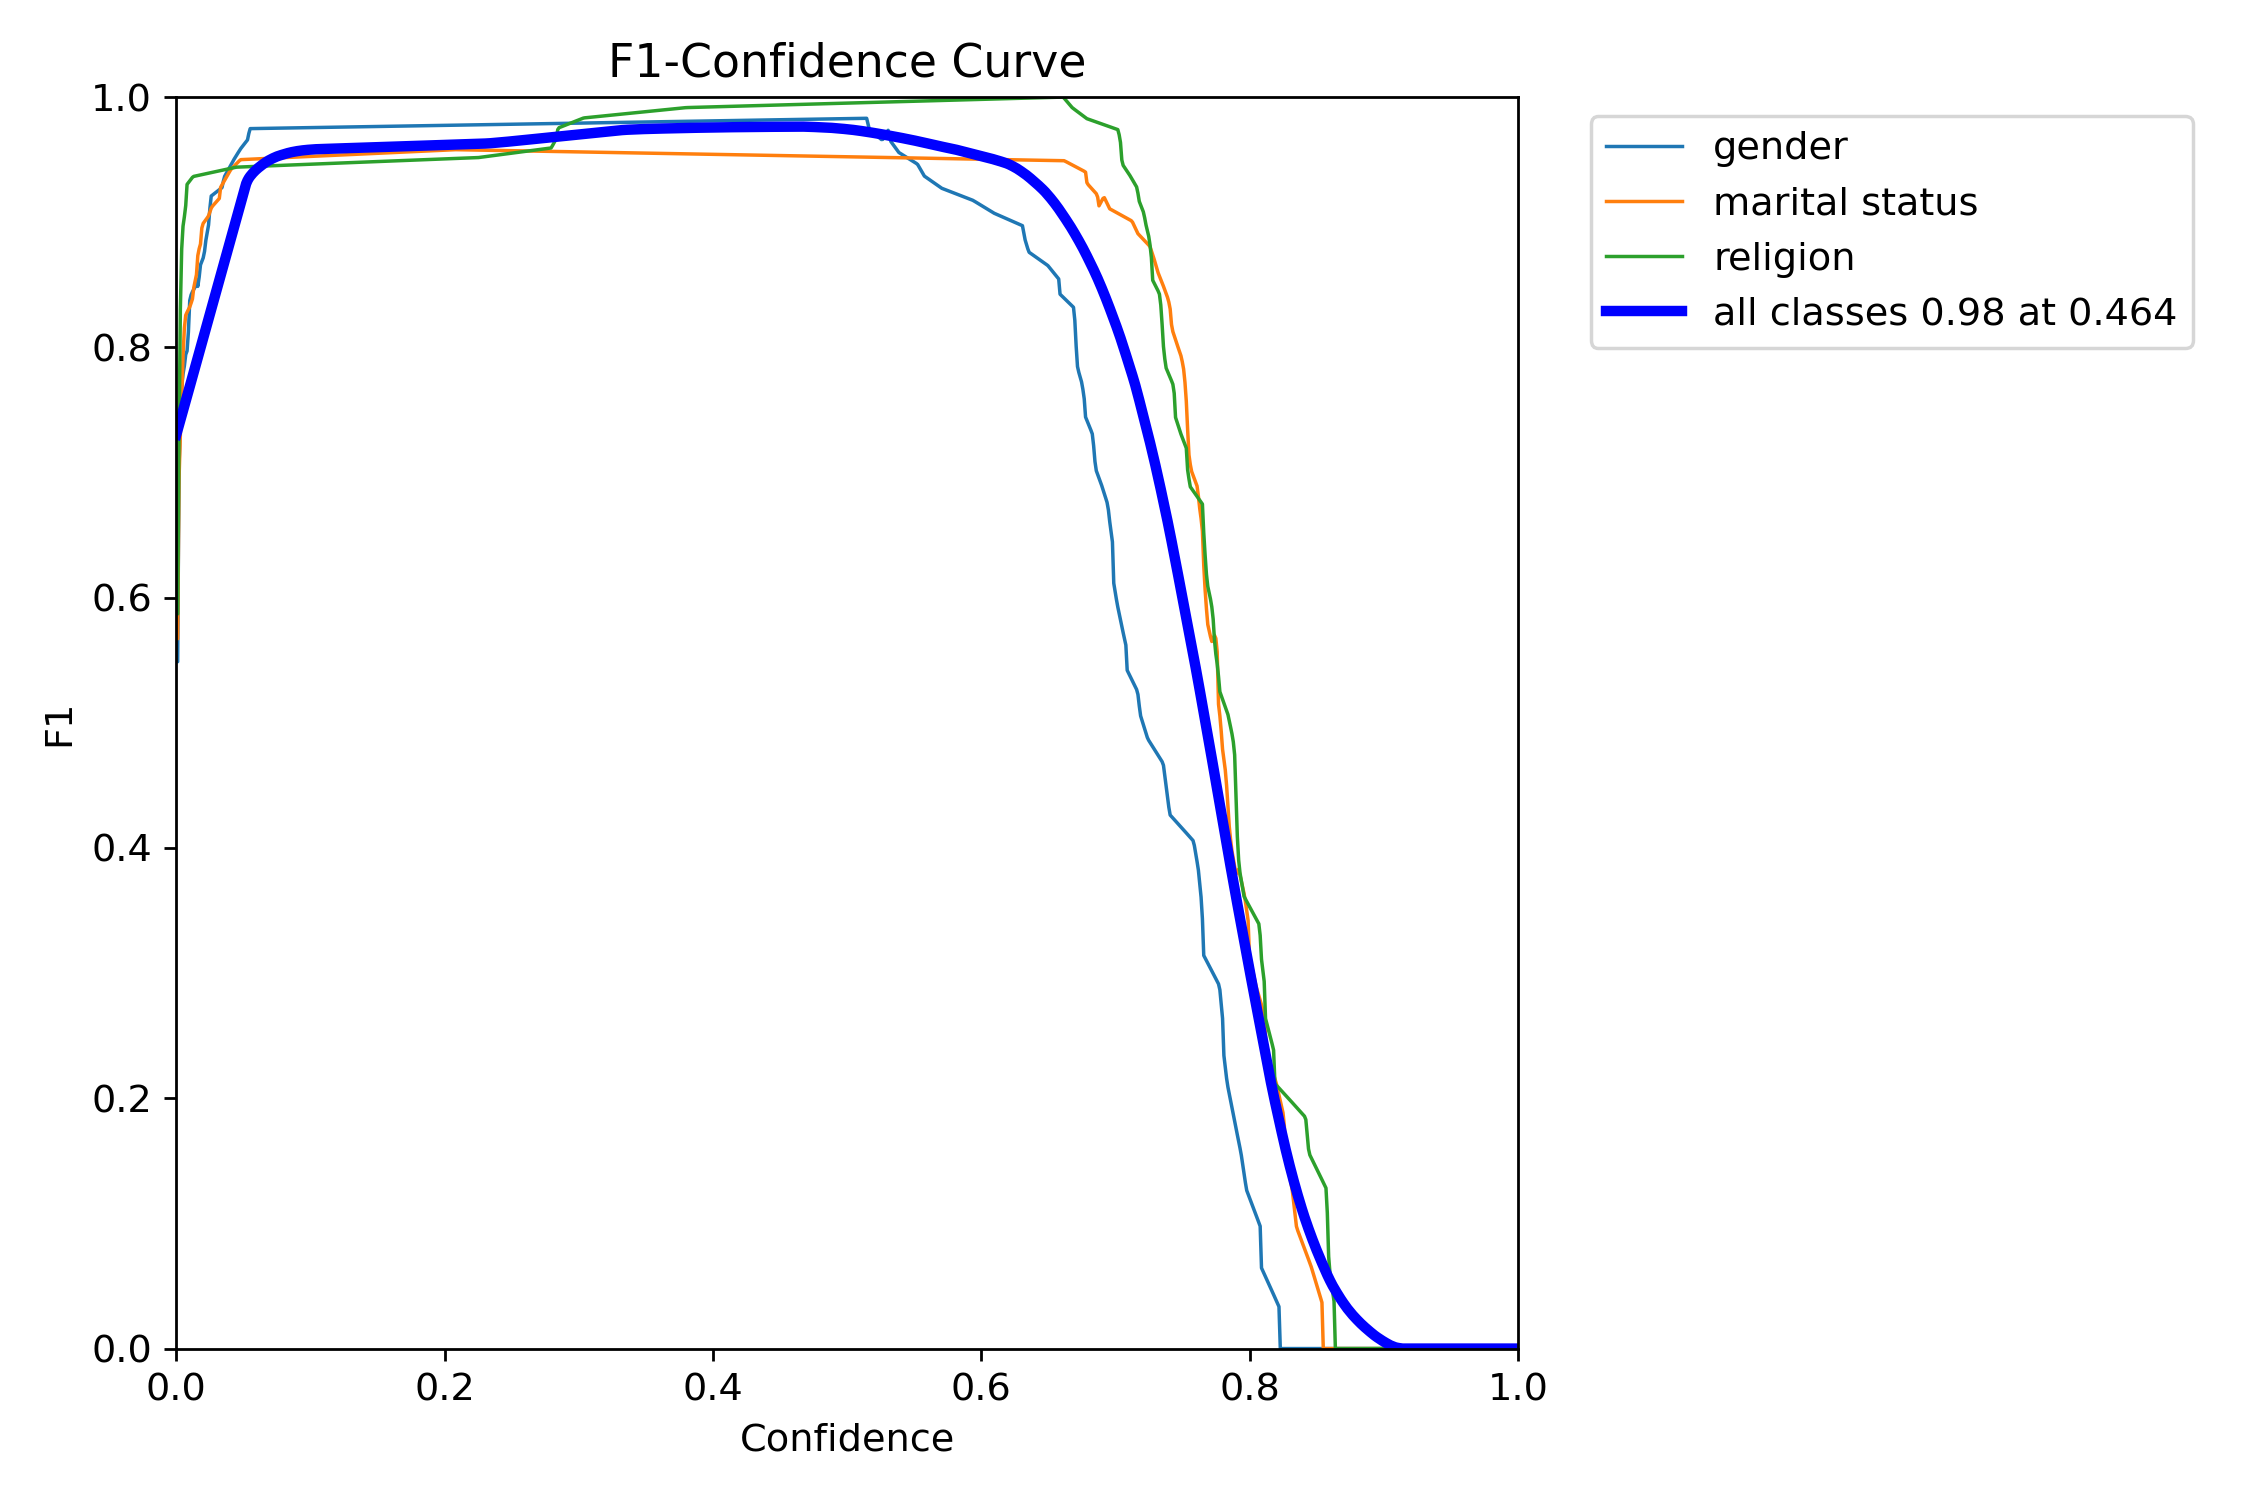 F1-Confidence Curve
1.0
0.8
0.6
0.4
0.2
0.0
F1
0.0 0.2 0.4 0.6 0.8 1.0
Confidence
gender
marital status
religion
all classes 0.98 at 0.464